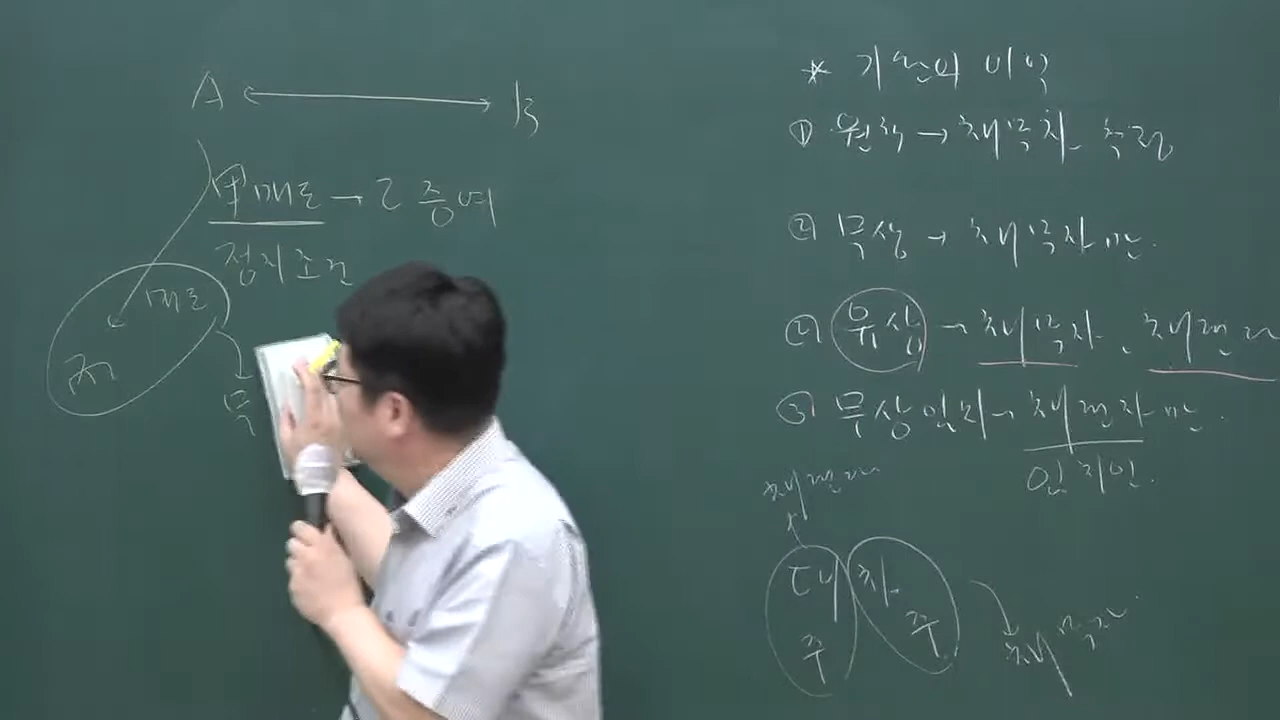 A ↔ B
甲 매도 → 乙 증여
정지조건
매도
죽
* 기한의 이익
① 원칙 → 채무자 추정
② 무상 → 채무자만.
② 유상 → 채무자, 채권자
③ 무상임치 → 채권자만.
임치인.
채권자
대 차
주 주
채무자